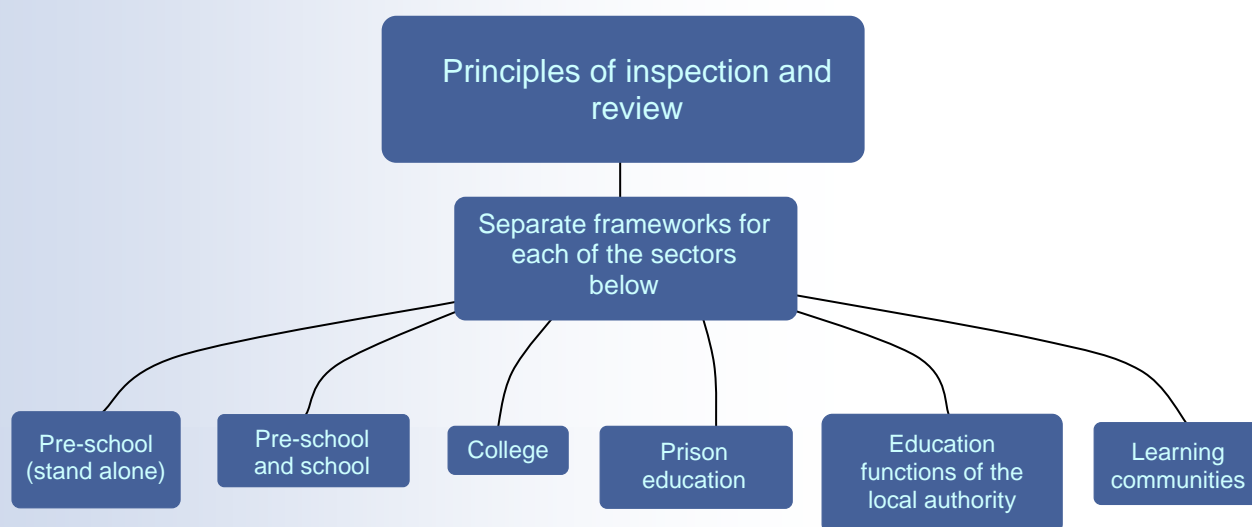 Principles of inspection and
review
Separate frameworks for
each of the sectors
below
Pre-school
(stand alone)
Pre-school
and school
College
Prison
education
Education
functions of the
local authority
Learning
communities